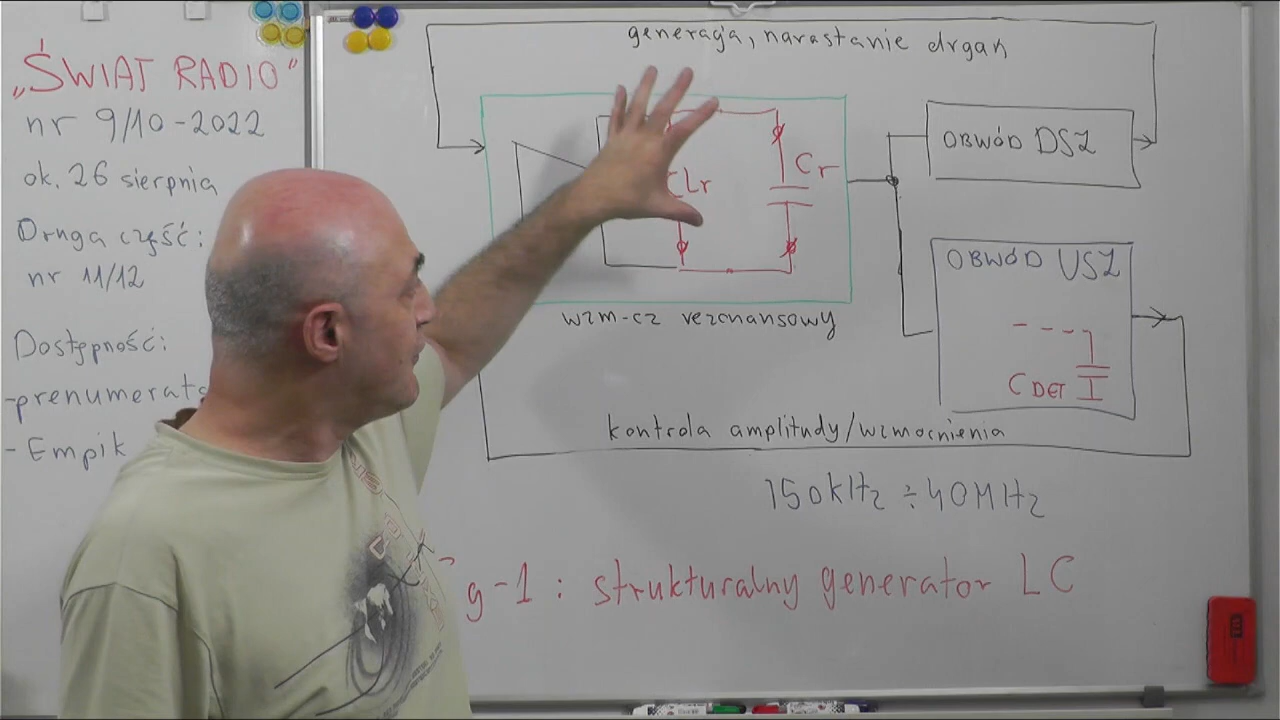 „ŚWIAT RADIO"
nr 9/10-2022
ok. 26 sierpnia
Druga część:
nr 11/12
Dostępność:
-prenumerata
- Empik
generacja, narastanie drgań
Lr
Cr
wzm-cz rezonansowy
OBWÓD DSZ
OBWÓD USZ
C DET
kontrola amplitudy/wzmocnienia
150kHz ÷ 40MHz
g-1 : strukturalny generator LC